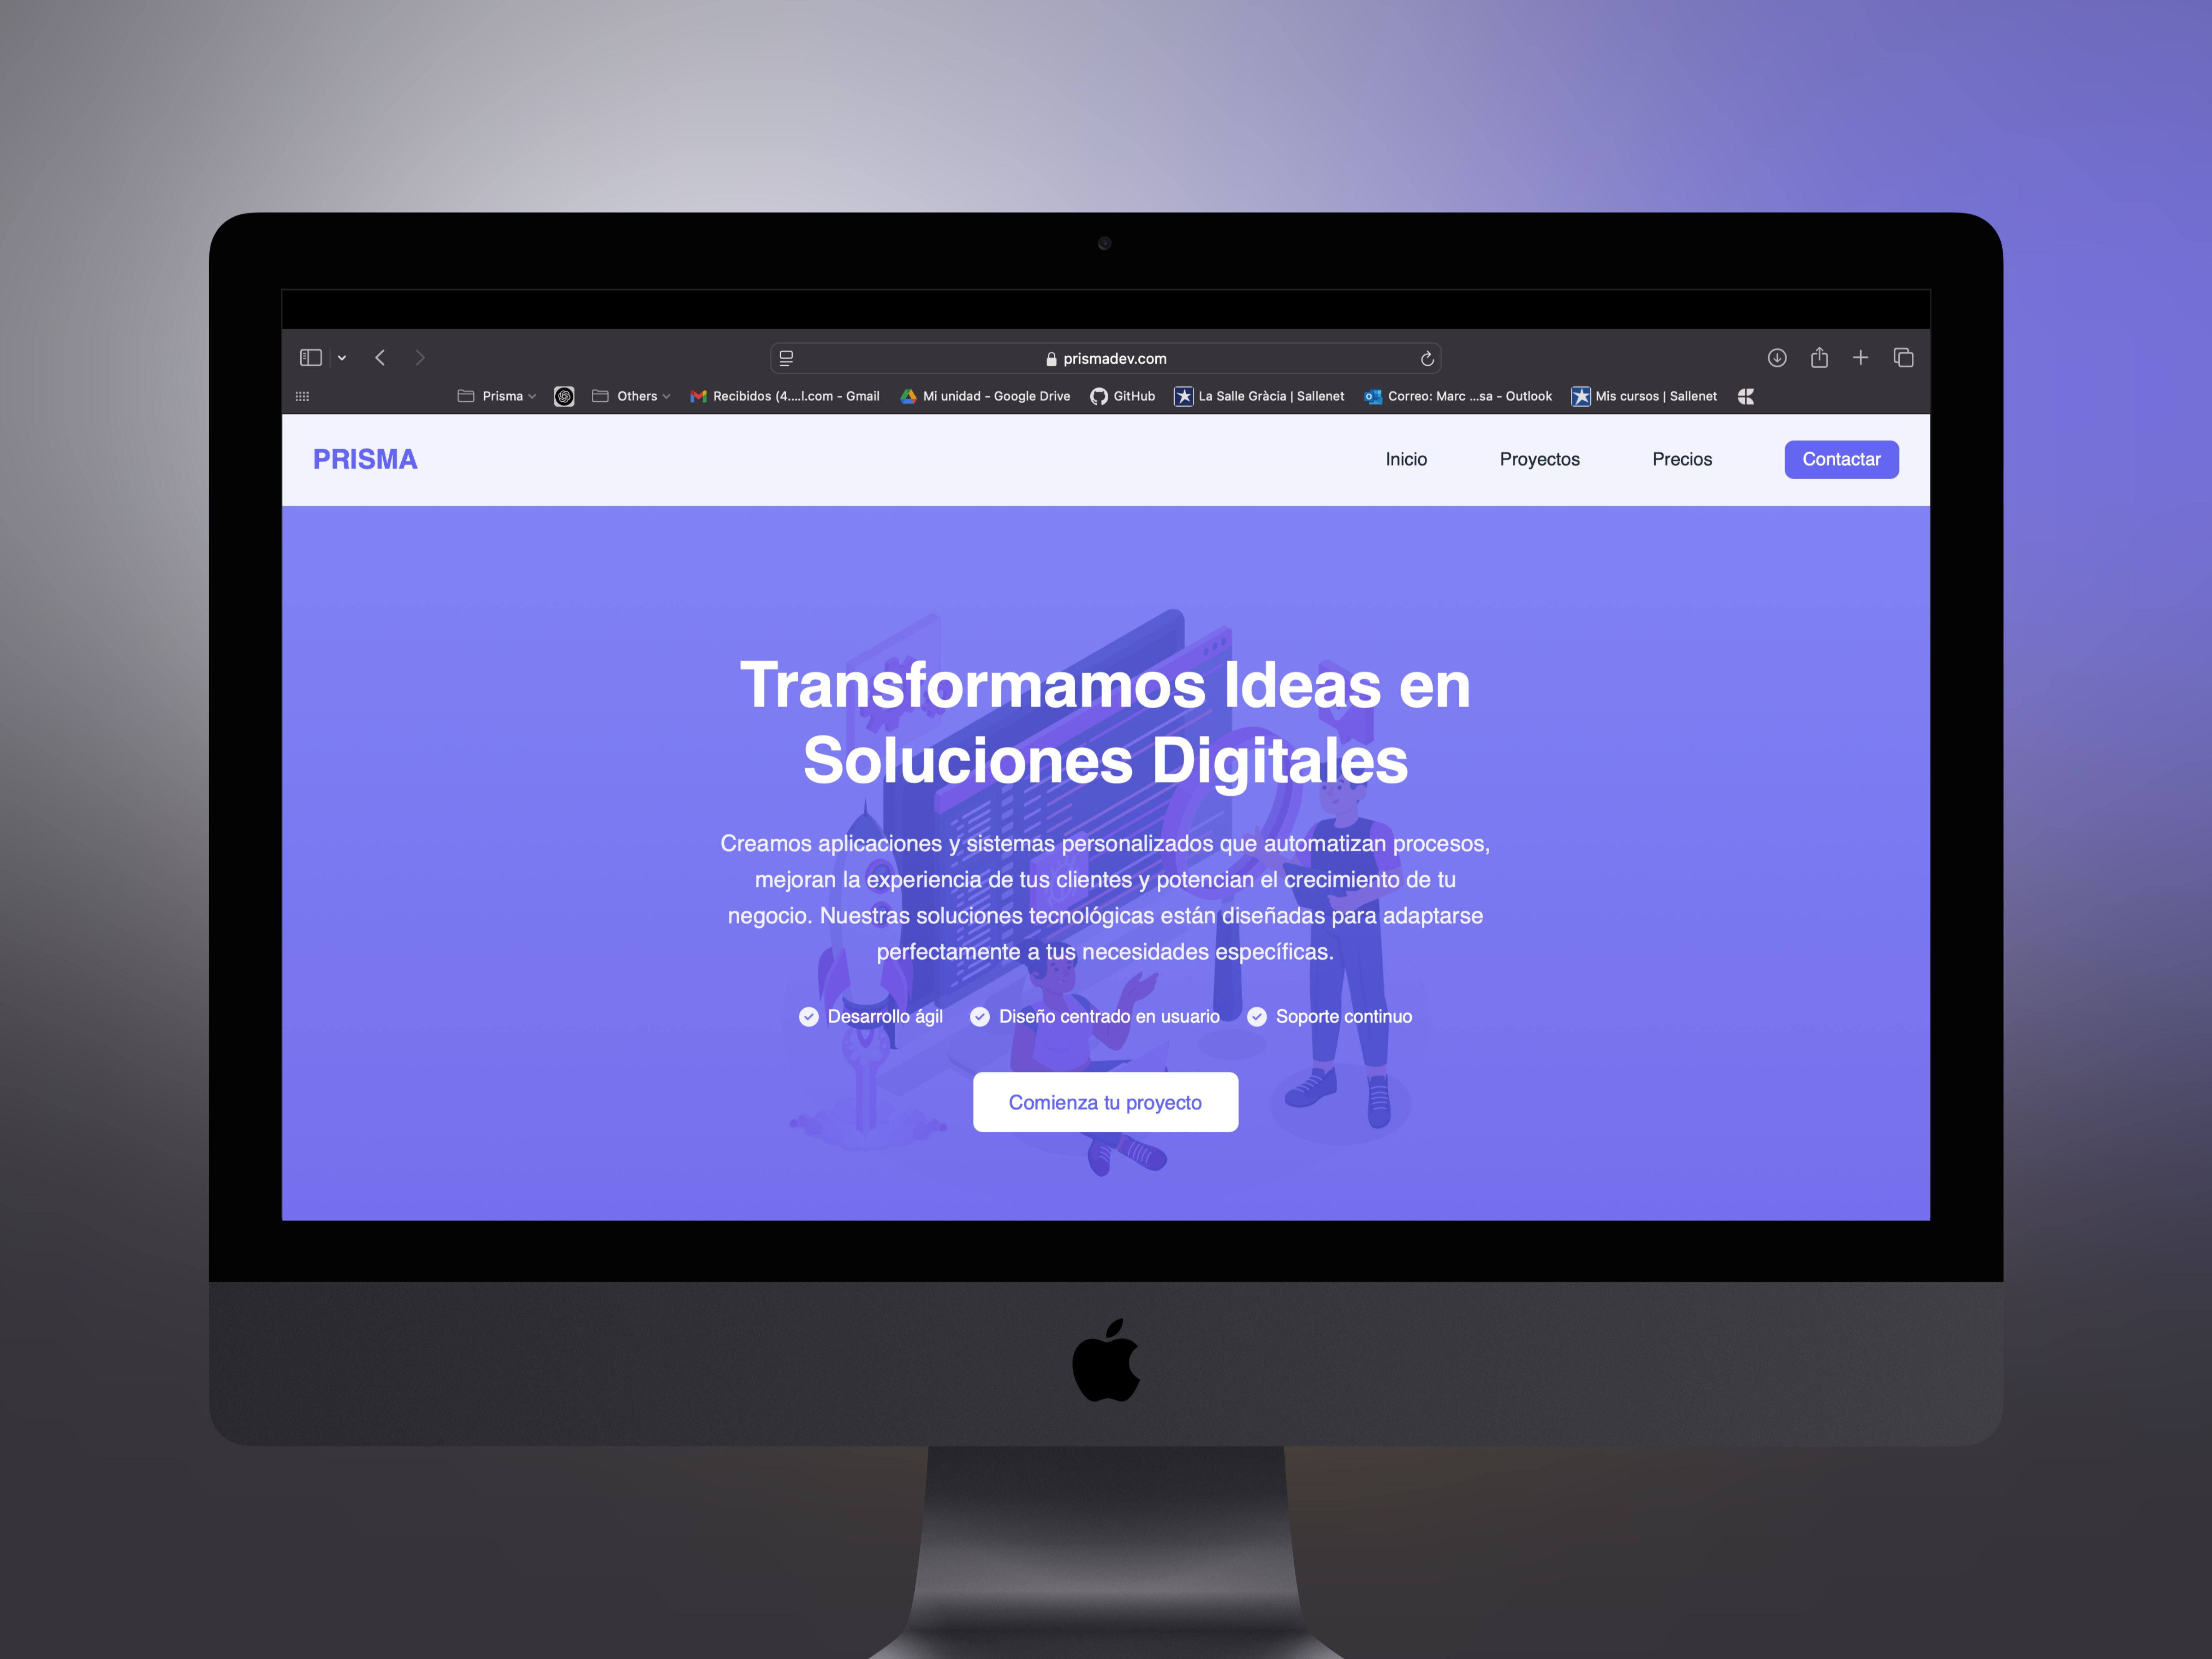 prismadev.com
Prisma
Others
Recibidos (4....l.com – Gmail
Mi unidad – Google Drive
GitHub
La Salle Gràcia | Sallenet
Correo: Marc ...sa – Outlook
Mis cursos | Sallenet
PRISMA
Inicio
Proyectos
Precios
Contactar
Transformamos Ideas en
Soluciones Digitales
Creamos aplicaciones y sistemas personalizados que automatizan procesos,
mejoran la experiencia de tus clientes y potencian el crecimiento de tu
negocio. Nuestras soluciones tecnológicas están diseñadas para adaptarse
perfectamente a tus necesidades específicas.
Desarrollo ágil
Diseño centrado en usuario
Soporte continuo
Comienza tu proyecto